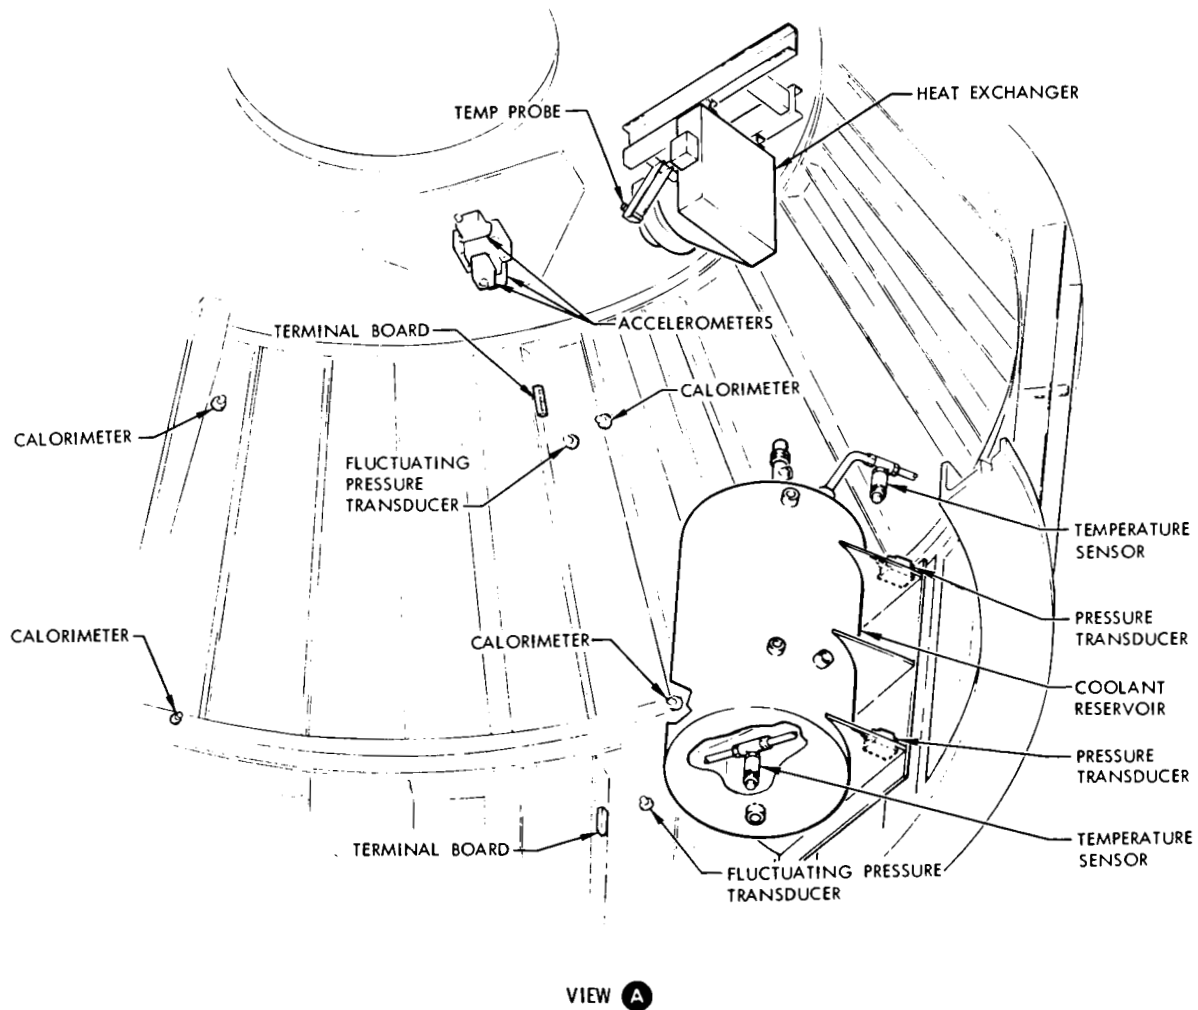 HEAT EXCHANGER
TEMP PROBE
ACCELEROMETERS
TERMINAL BOARD
CALORIMETER
CALORIMETER
FLUCTUATING
PRESSURE
TRANSDUCER
TEMPERATURE
SENSOR
PRESSURE
TRANSDUCER
CALORIMETER
CALORIMETER
COOLANT
RESERVOIR
PRESSURE
TRANSDUCER
TERMINAL BOARD
TEMPERATURE
SENSOR
FLUCTUATING PRESSURE
TRANSDUCER
VIEW A